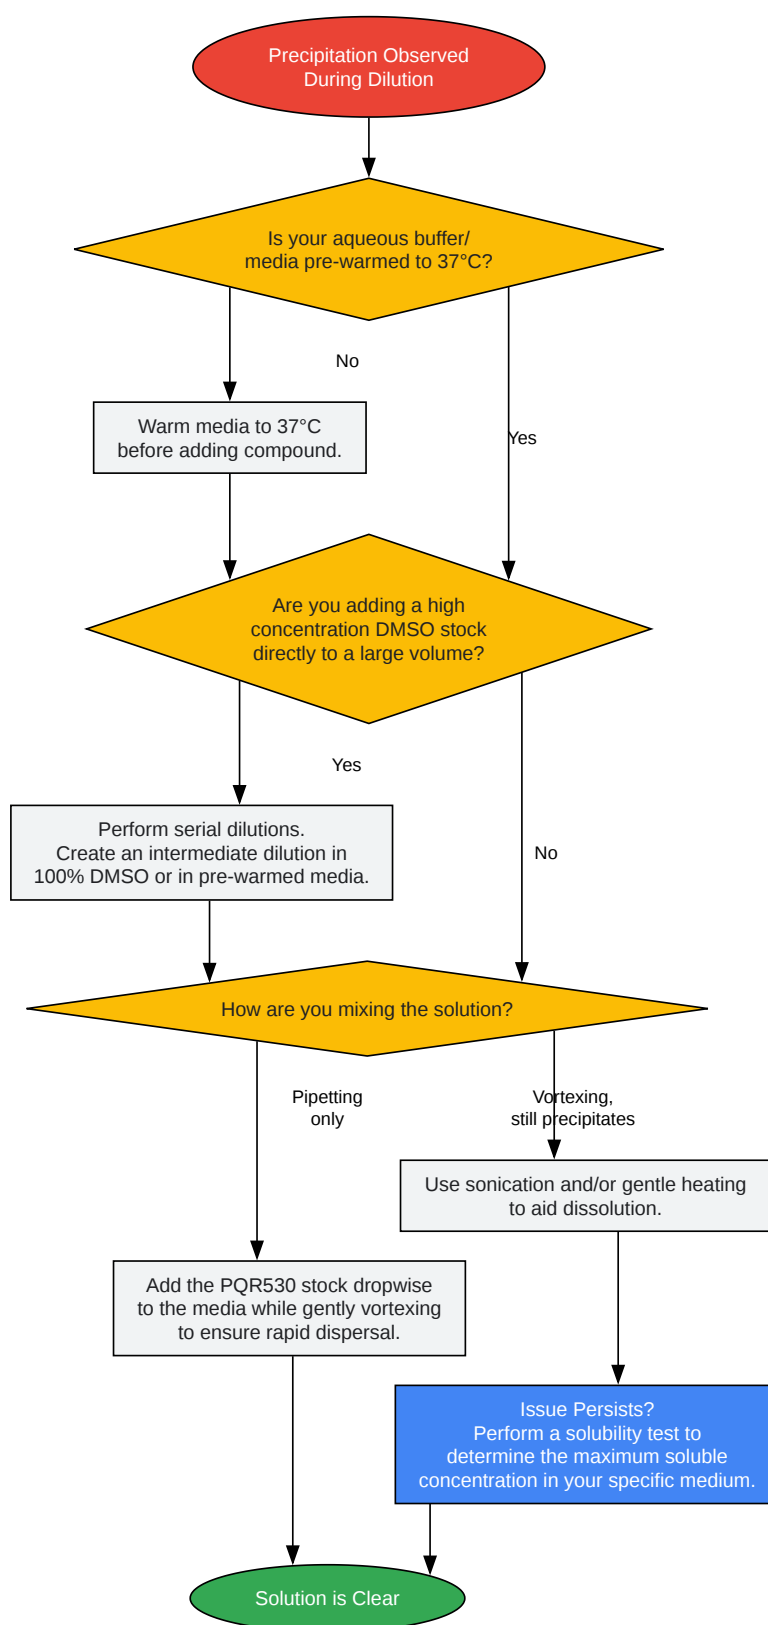 Precipitation Observed
During Dilution
Is your aqueous buffer/
media pre-warmed to 37°C?
No
Yes
Warm media to 37°C
before adding compound.
Are you adding a high
concentration DMSO stock
directly to a large volume?
Yes
No
Perform serial dilutions.
Create an intermediate dilution in
100% DMSO or in pre-warmed media.
How are you mixing the solution?
Pipetting
only
Vortexing,
still precipitates
Use sonication and/or gentle heating
to aid dissolution.
Add the PQR530 stock dropwise
to the media while gently vortexing
to ensure rapid dispersal.
Issue Persists?
Perform a solubility test to
determine the maximum soluble
concentration in your specific medium.
Solution is Clear